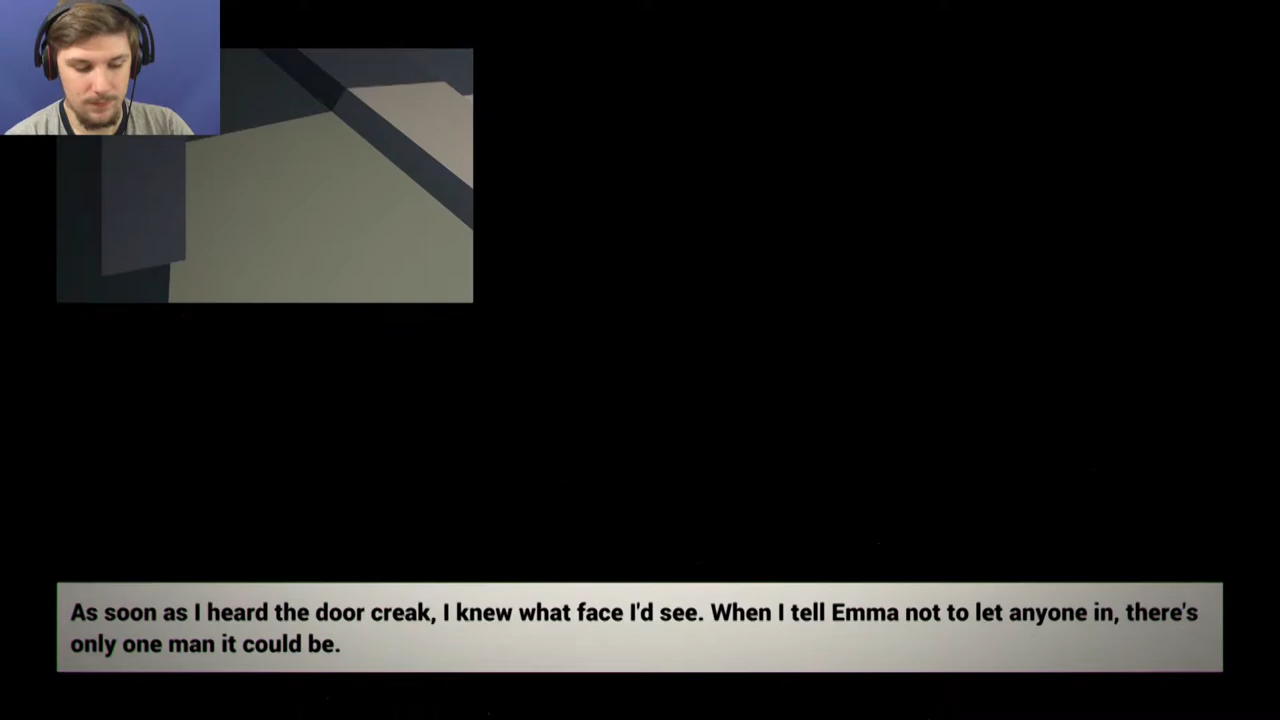 As soon as I heard the door creak, I knew what face I'd see. When I tell Emma not to let anyone in, there's
only one man it could be.